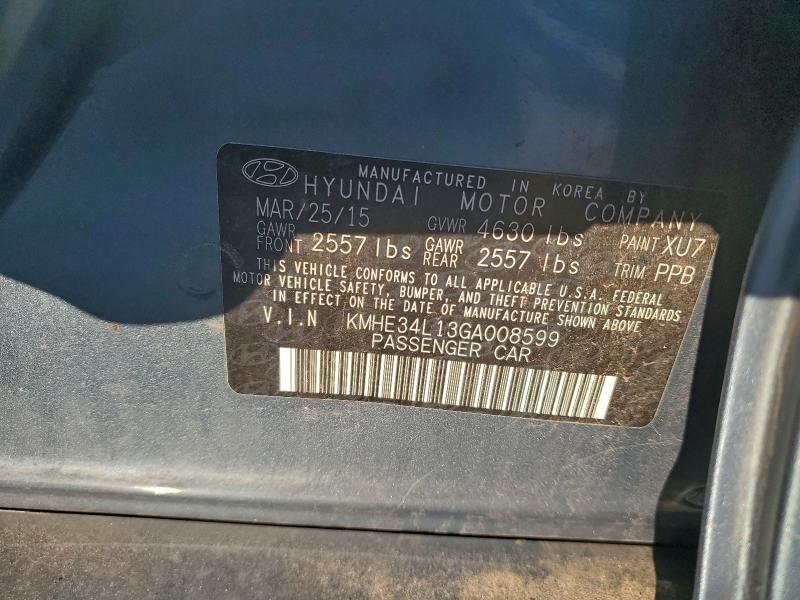 MANUFACTURED IN KOREA BY
HYUNDAI MOTOR COMPANY
MAR/25/15 GVWR 4630 lbs PAINT XU7
GAWR FRONT 2557 lbs GAWR REAR 2557 lbs TRIM PPB
THIS VEHICLE CONFORMS TO ALL APPLICABLE U.S.A. FEDERAL
MOTOR VEHICLE SAFETY, BUMPER, AND THEFT PREVENTION STANDARDS
IN EFFECT ON THE DATE OF MANUFACTURE SHOWN ABOVE
V.I.N KMHE34L13GA008599
PASSENGER CAR